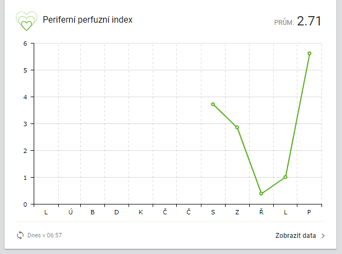 Periferní perfuzní index
PRŮM. 2.71
6
5
4
3
2
1
0
L Ú B D K Č Č S Z Ř L P
Dnes v 06:57
Zobrazit data >